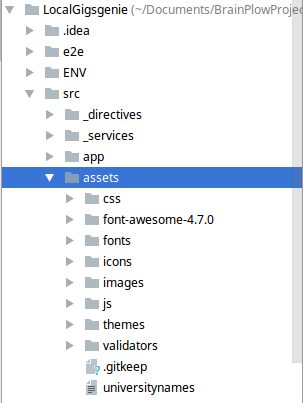 LocalGigsgenie (~/Documents/BrainPlowProjec
.idea
e2e
ENV
src
_directives
_services
app
assets
css
font-awesome-4.7.0
fonts
icons
images
js
themes
validators
.gitkeep
universitynames